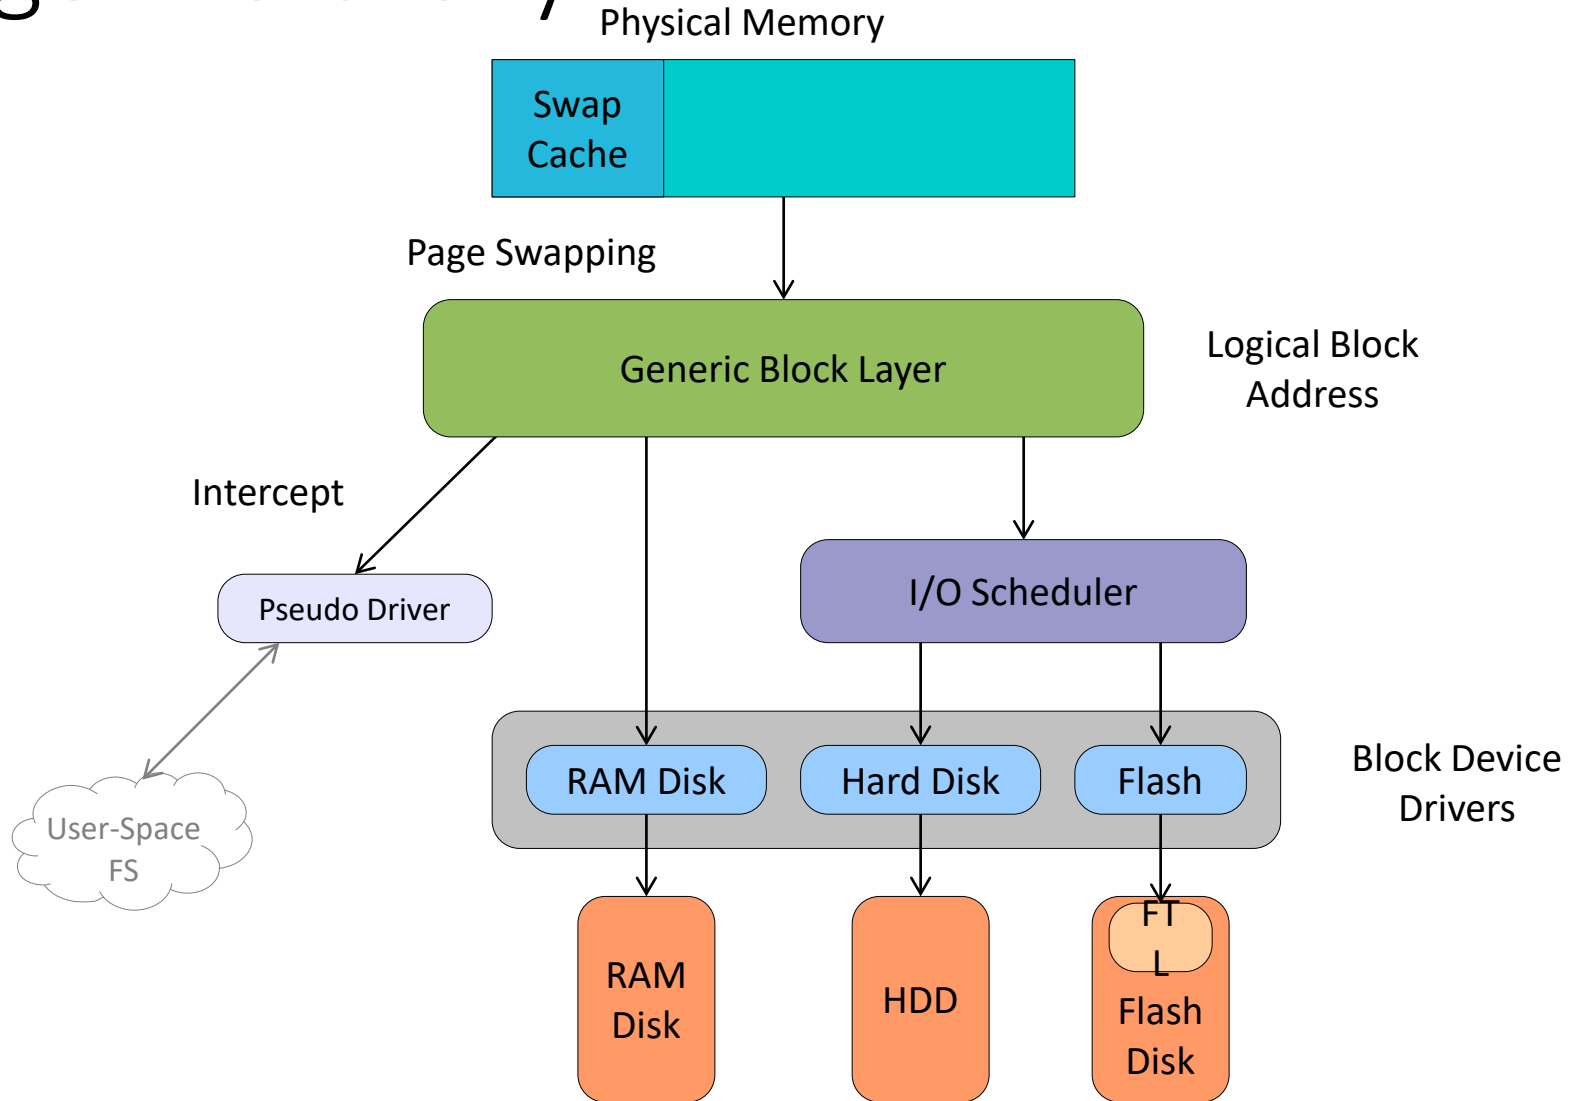 Physical Memory
Swap
Cache
Page Swapping
Generic Block Layer
Logical Block
Address
Intercept
I/O Scheduler
Pseudo Driver
RAM Disk
Hard Disk
Flash
Block Device
Drivers
User-Space
FS
RAM
Disk
HDD
FT
L
Flash
Disk